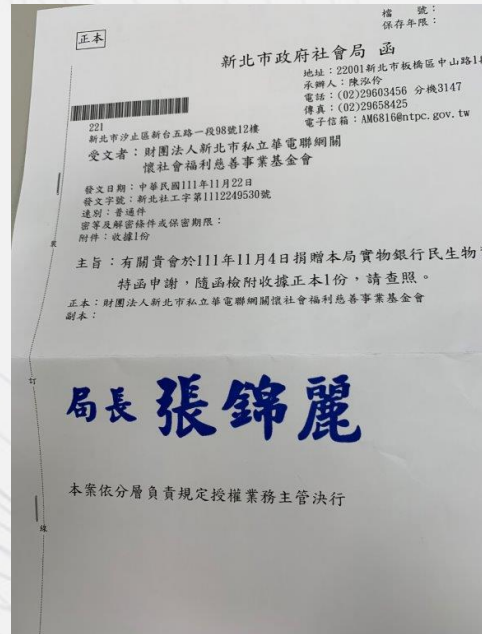 檔　　號：
保存年限：
正本
新北市政府社會局　函
地址：22001新北市板橋區中山路1
承辦人：陳泓伶
電話：(02)29603456 分機3147
傳真：(02)29658425
電子信箱：AM6816@ntpc.gov.tw
221
新北市汐止區新台五路一段98號12樓
受文者：財團法人新北市私立華電聯網關
懷社會福利慈善事業基金會
發文日期：中華民國111年11月22日
發文字號：新北社工字第1112249530號
速別：普通件
密等及解密條件或保密期限：
附件：收據1份
主旨：有關貴會於111年11月4日捐贈本局實物銀行民生物
特函申謝，隨函檢附收據正本1份，請查照。
正本：財團法人新北市私立華電聯網關懷社會福利慈善事業基金會
副本：
裝
訂
局長 張錦麗
本案依分層負責規定授權業務主管決行
線